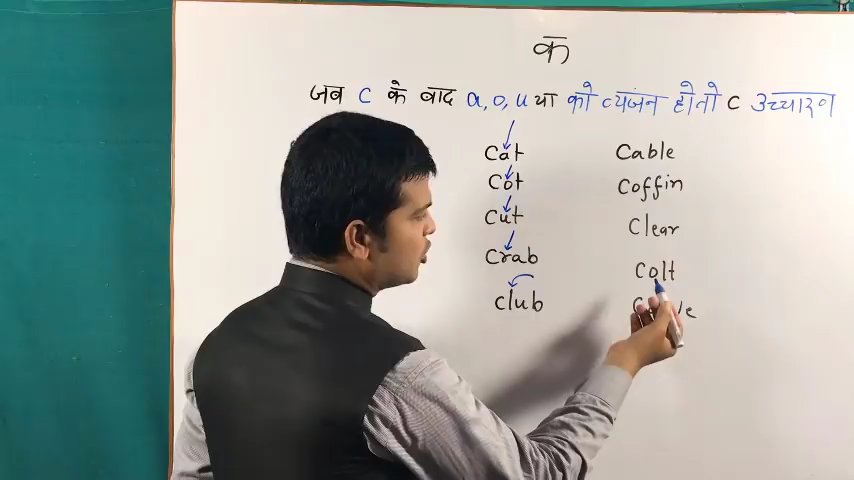 क
जब C के बाद a, o, u या को व्यंजन हो तो C उच्चारण
Cat Cable
Cot Coffin
Cut Clear
Crab Colt
club